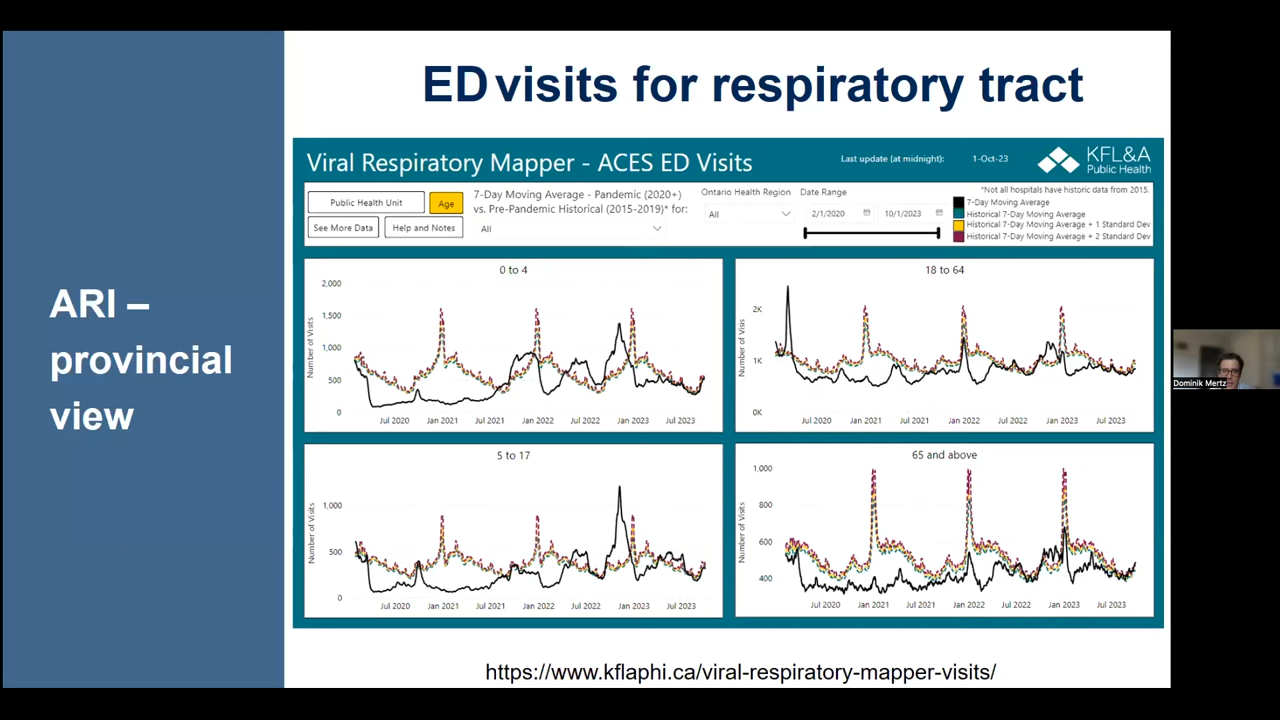 ED visits for respiratory tract
ARI –
provincial
view
Viral Respiratory Mapper - ACES ED Visits
Last update (at midnight): 1-Oct-23
KFL&A
Public Health
Public Health Unit
Age
See More Data
Help and Notes
7-Day Moving Average - Pandemic (2020+)
vs. Pre-Pandemic Historical (2015-2019)* for:
All
Ontario Health Region
All
Date Range
2/1/2020
10/1/2023
*Not all hospitals have historic data from 2015.
7-Day Moving Average
Historical 7-Day Moving Average
Historical 7-Day Moving Average + 1 Standard Dev
Historical 7-Day Moving Average + 2 Standard Dev
0 to 4
Number of Visits
2,000
1,500
1,000
500
0
Jul 2020 Jan 2021 Jul 2021 Jan 2022 Jul 2022 Jan 2023 Jul 2023
18 to 64
Number of Visis
2K
1K
0K
Jul 2020 Jan 2021 Jul 2021 Jan 2022 Jul 2022 Jan 2023 Jul 2023
5 to 17
Number of Visits
1,000
500
0
Jul 2020 Jan 2021 Jul 2021 Jan 2022 Jul 2022 Jan 2023 Jul 2023
65 and above
Number of Visits
1,000
800
600
400
Jul 2020 Jan 2021 Jul 2021 Jan 2022 Jul 2022 Jan 2023 Jul 2023
https://www.kflaphi.ca/viral-respiratory-mapper-visits/
Dominik Mertz